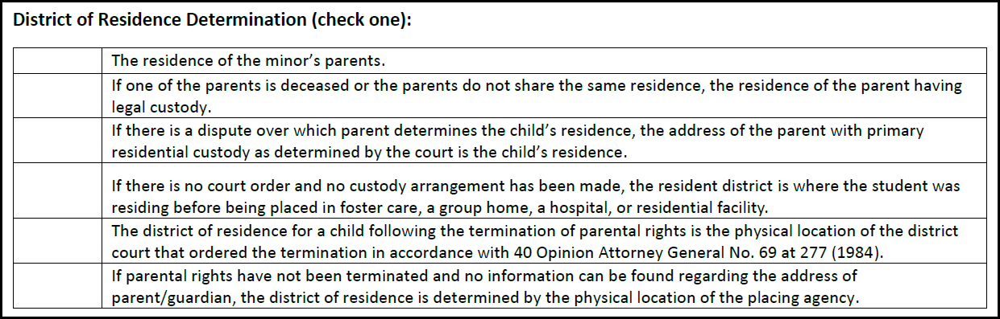 District of Residence Determination (check one):
The residence of the minor’s parents.
If one of the parents is deceased or the parents do not share the same residence, the residence of the parent having
legal custody.
If there is a dispute over which parent determines the child’s residence, the address of the parent with primary
residential custody as determined by the court is the child’s residence.
If there is no court order and no custody arrangement has been made, the resident district is where the student was
residing before being placed in foster care, a group home, a hospital, or residential facility.
The district of residence for a child following the termination of parental rights is the physical location of the district
court that ordered the termination in accordance with 40 Opinion Attorney General No. 69 at 277 (1984).
If parental rights have not been terminated and no information can be found regarding the address of
parent/guardian, the district of residence is determined by the physical location of the placing agency.